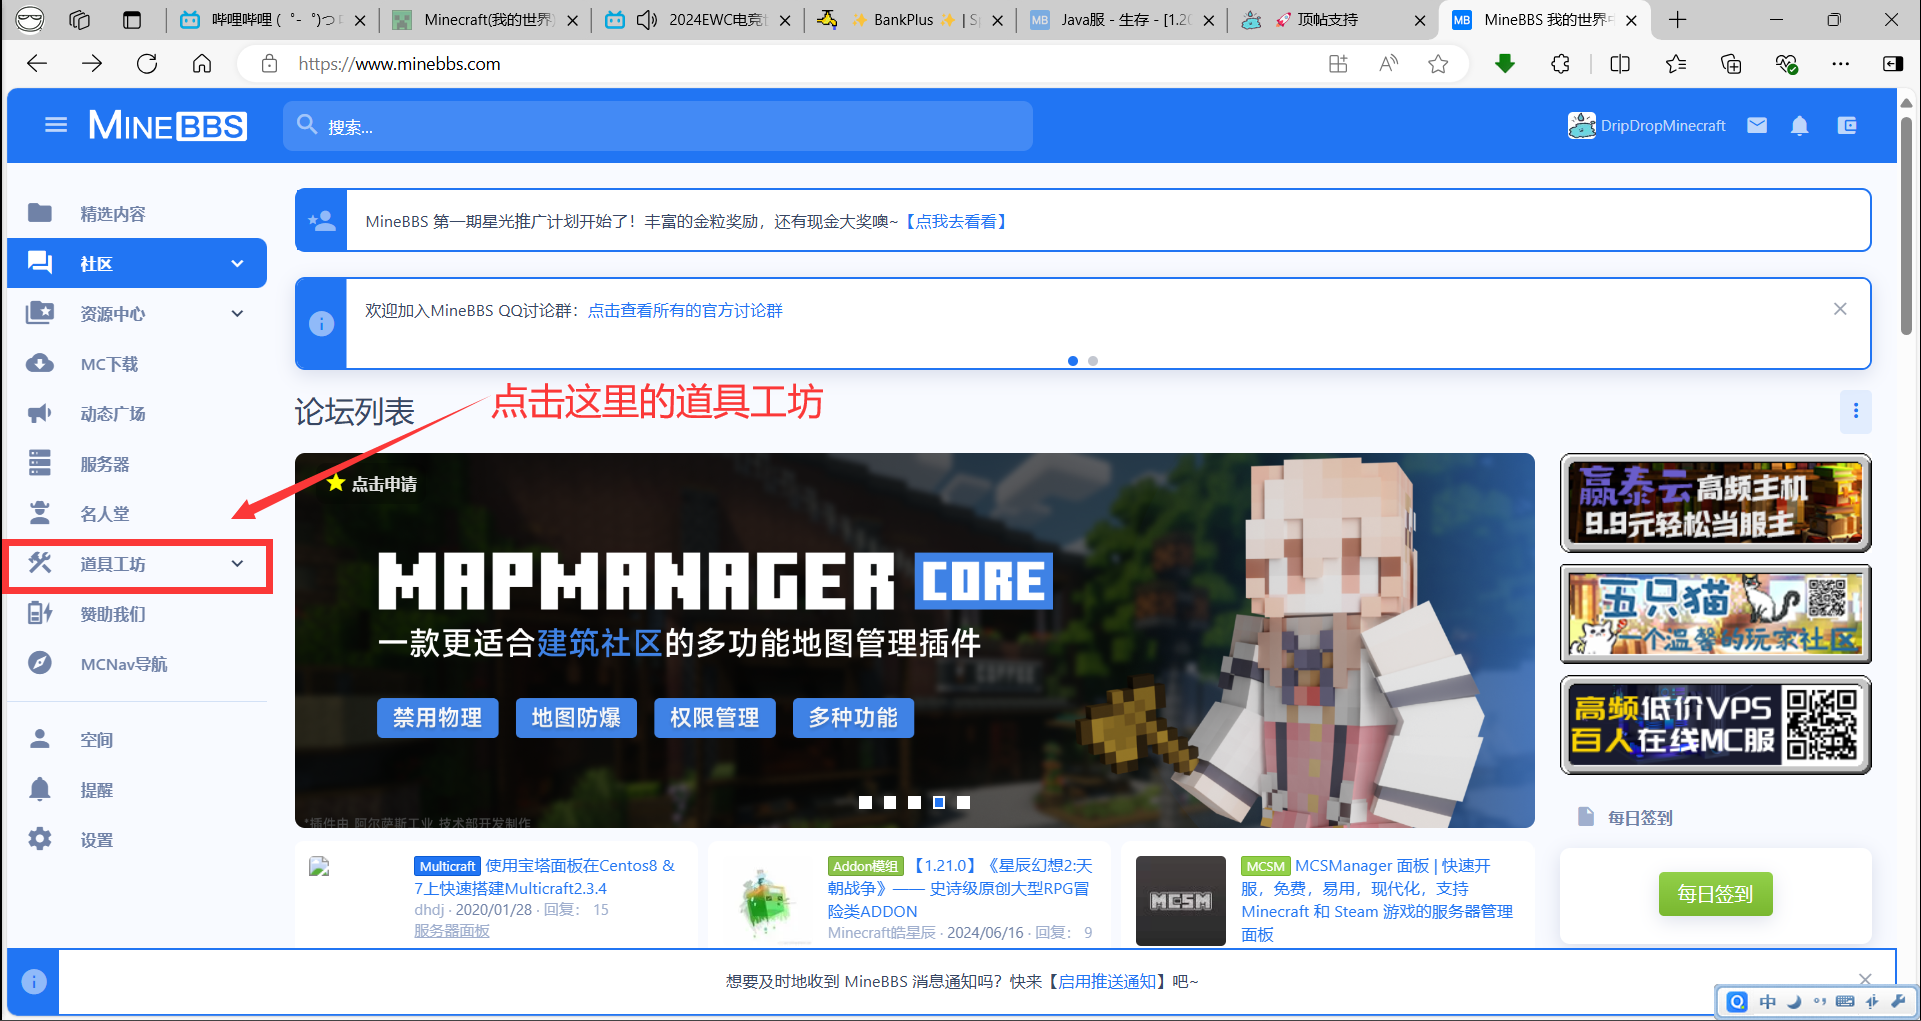 哔哩哔哩 (゜-゜)つ
Minecraft(我的世界)
2024EWC电竞
✨ BankPlus ✨ | S
Java服 - 生存 - [1.20
🚀 顶帖支持
MineBBS 我的世界中
https://www.minebbs.com
MINEBBS
搜索...
DripDropMinecraft
精选内容
社区
资源中心
MC下载
动态广场
服务器
名人堂
道具工坊
赞助我们
MCNav导航
空间
提醒
设置
MineBBS 第一期星光推广计划开始了！丰富的金粒奖励，还有现金大奖噢~【点我去看看】
欢迎加入MineBBS QQ讨论群：点击查看所有的官方讨论群
点击这里的道具工坊
论坛列表
点击申请
MAPMANAGER CORE
一款更适合建筑社区的多功能地图管理插件
禁用物理 地图防爆 权限管理 多种功能
*插件由 阿尔萨斯工业 技术部开发制作
赢泰云高频主机
9.9元轻松当服主
五只猫
一个温馨的玩家社区
高频低价VPS
百人在线MC服
每日签到
每日签到
Multicraft 使用宝塔面板在Centos8 &
7上快速搭建Multicraft2.3.4
dhdj · 2020/01/28 · 回复： 15
服务器面板
Addon模组 【1.21.0】《星辰幻想2:天
朝战争》—— 史诗级原创大型RPG冒
险类ADDON
Minecraft皓星辰 · 2024/06/16 · 回复： 9
MCSM
MCSM MCSManager 面板 | 快速开
服，免费，易用，现代化，支持
Minecraft 和 Steam 游戏的服务器管理
面板
想要及时地收到 MineBBS 消息通知吗？快来【启用推送通知】吧~
中